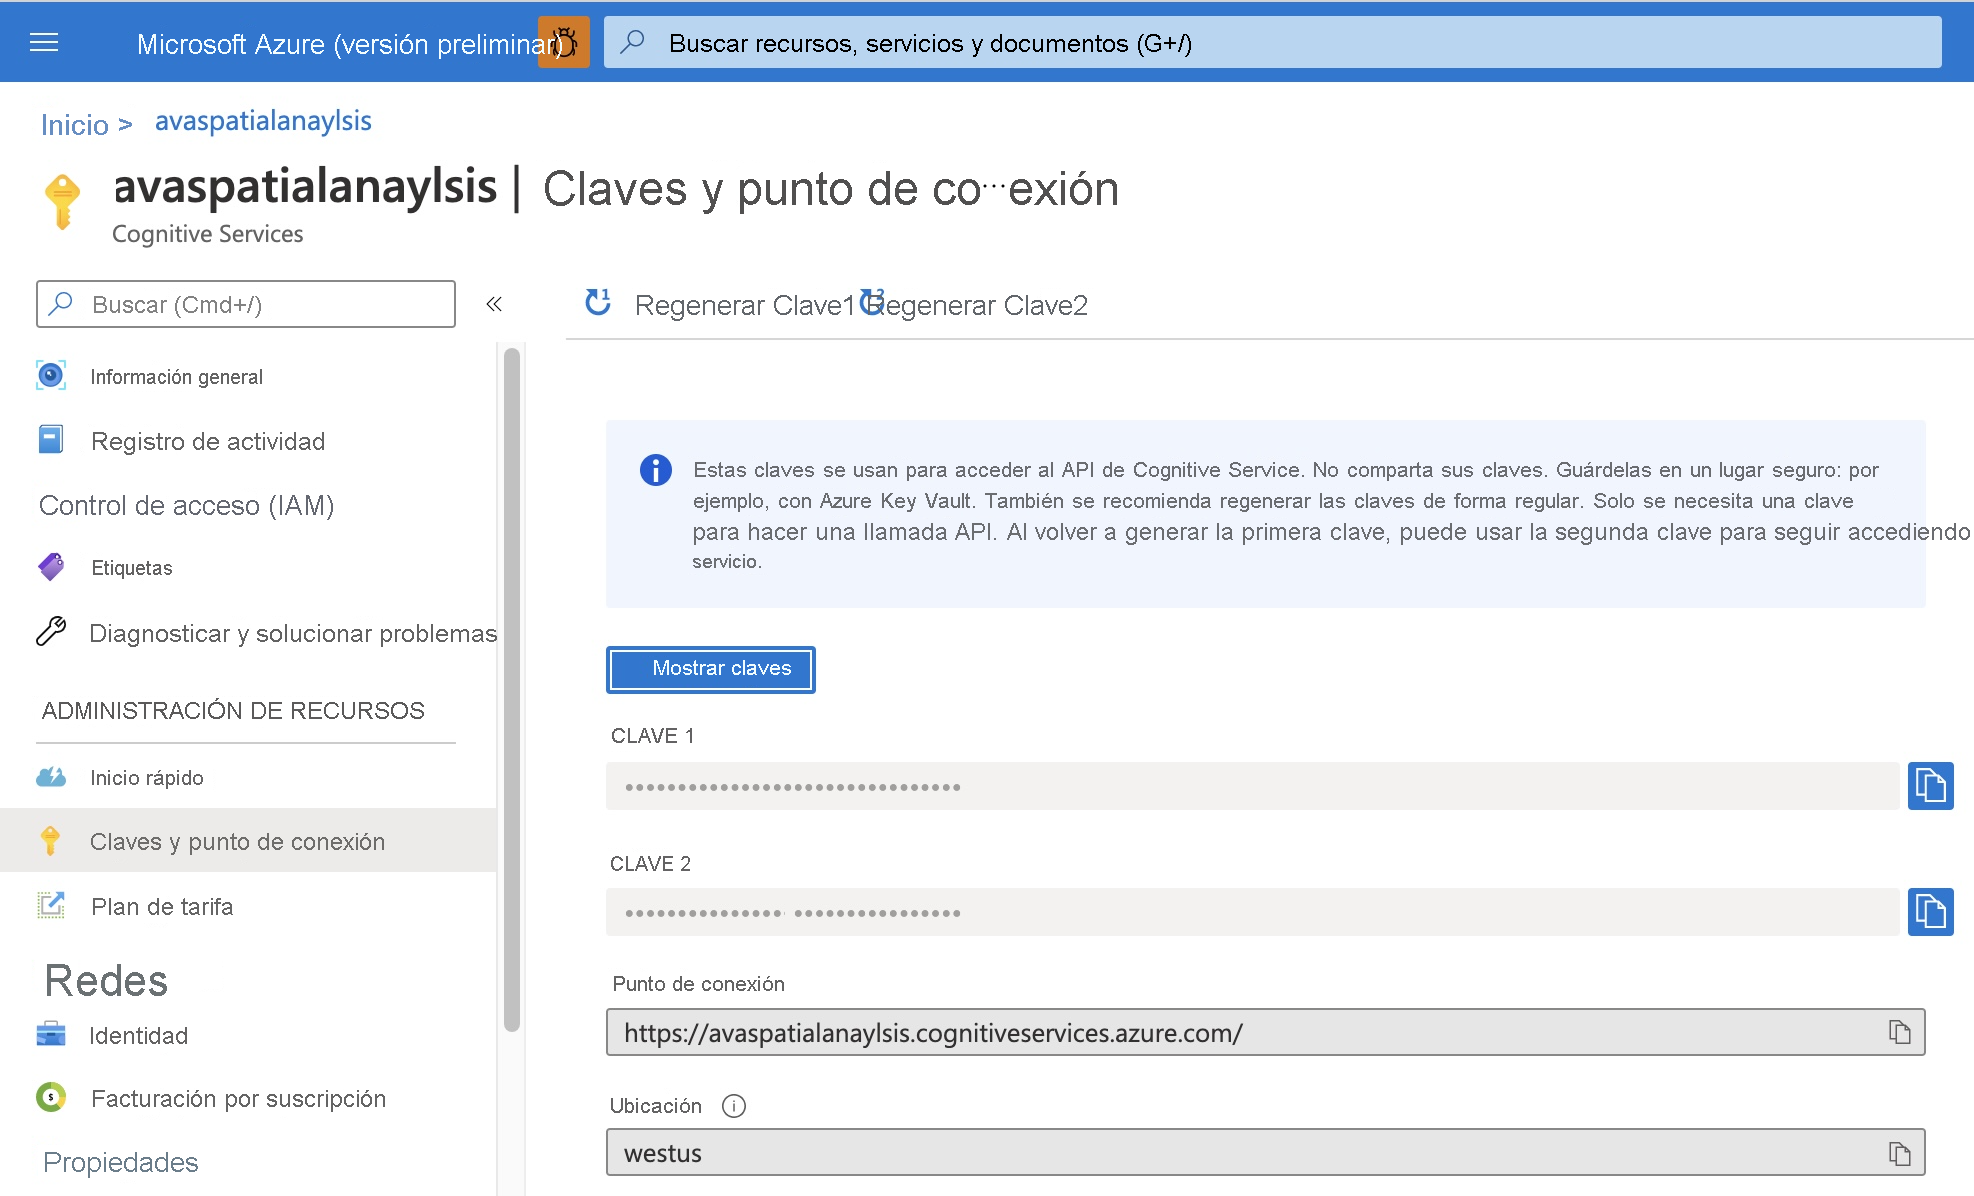 Microsoft Azure (versión preliminar)
Buscar recursos, servicios y documentos (G+/)
Inicio > avaspatialanaylsis
avaspatialanaylsis | Claves y punto de co···exión
Cognitive Services
Buscar (Cmd+/)
«
Regenerar Clave1 Regenerar Clave2
Información general
Registro de actividad
Control de acceso (IAM)
Etiquetas
Diagnosticar y solucionar problemas
ADMINISTRACIÓN DE RECURSOS
Inicio rápido
Claves y punto de conexión
Plan de tarifa
Redes
Identidad
Facturación por suscripción
Propiedades
Estas claves se usan para acceder al API de Cognitive Service. No comparta sus claves. Guárdelas en un lugar seguro: por
ejemplo, con Azure Key Vault. También se recomienda regenerar las claves de forma regular. Solo se necesita una clave
para hacer una llamada API. Al volver a generar la primera clave, puede usar la segunda clave para seguir accediendo
servicio.
Mostrar claves
CLAVE 1
CLAVE 2
Punto de conexión
https://avaspatialanaylsis.cognitiveservices.azure.com/
Ubicación
westus